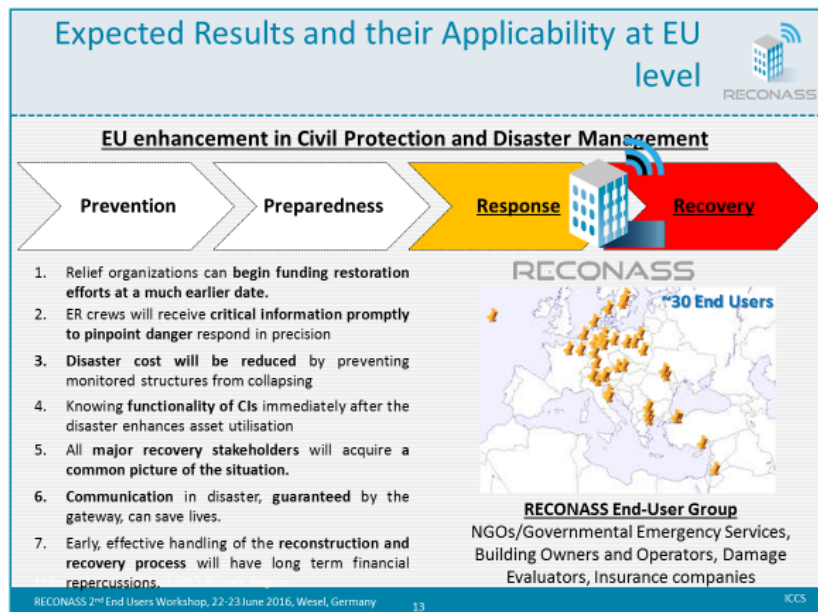 Expected Results and their Applicability at EU
level
RECONASS
EU enhancement in Civil Protection and Disaster Management
Prevention
Preparedness
Response
Recovery
RECONASS
1. Relief organizations can begin funding restoration
efforts at a much earlier date.
2. ER crews will receive critical information promptly
to pinpoint danger respond in precision
3. Disaster cost will be reduced by preventing
monitored structures from collapsing
4. Knowing functionality of CIs immediately after the
disaster enhances asset utilisation
5. All major recovery stakeholders will acquire a
common picture of the situation.
6. Communication in disaster, guaranteed by the
gateway, can save lives.
7. Early, effective handling of the reconstruction and
recovery process will have long term financial
repercussions.
~30 End Users
RECONASS End-User Group
NGOs/Governmental Emergency Services,
Building Owners and Operators, Damage
Evaluators, Insurance companies
RECONASS 2nd End Users Workshop, 22-23 June 2016, Wesel, Germany
13
ICCS